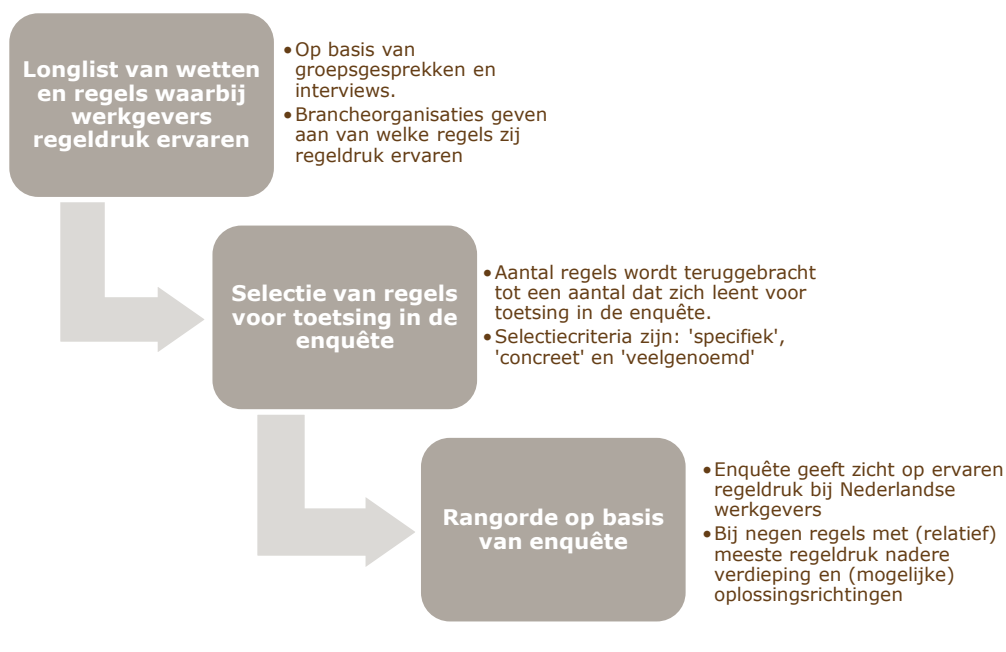 Longlist van wetten
en regels waarbij
werkgevers
regeldruk ervaren
•Op basis van
groepsgesprekken en
interviews.
•Brancheorganisaties geven
aan van welke regels zij
regeldruk ervaren
Selectie van regels
voor toetsing in de
enquête
•Aantal regels wordt teruggebracht
tot een aantal dat zich leent voor
toetsing in de enquête.
•Selectiecriteria zijn: 'specifiek',
'concreet' en 'veelgenoemd'
Rangorde op basis
van enquête
•Enquête geeft zicht op ervaren
regeldruk bij Nederlandse
werkgevers
•Bij negen regels met (relatief)
meeste regeldruk nadere
verdieping en (mogelijke)
oplossingsrichtingen